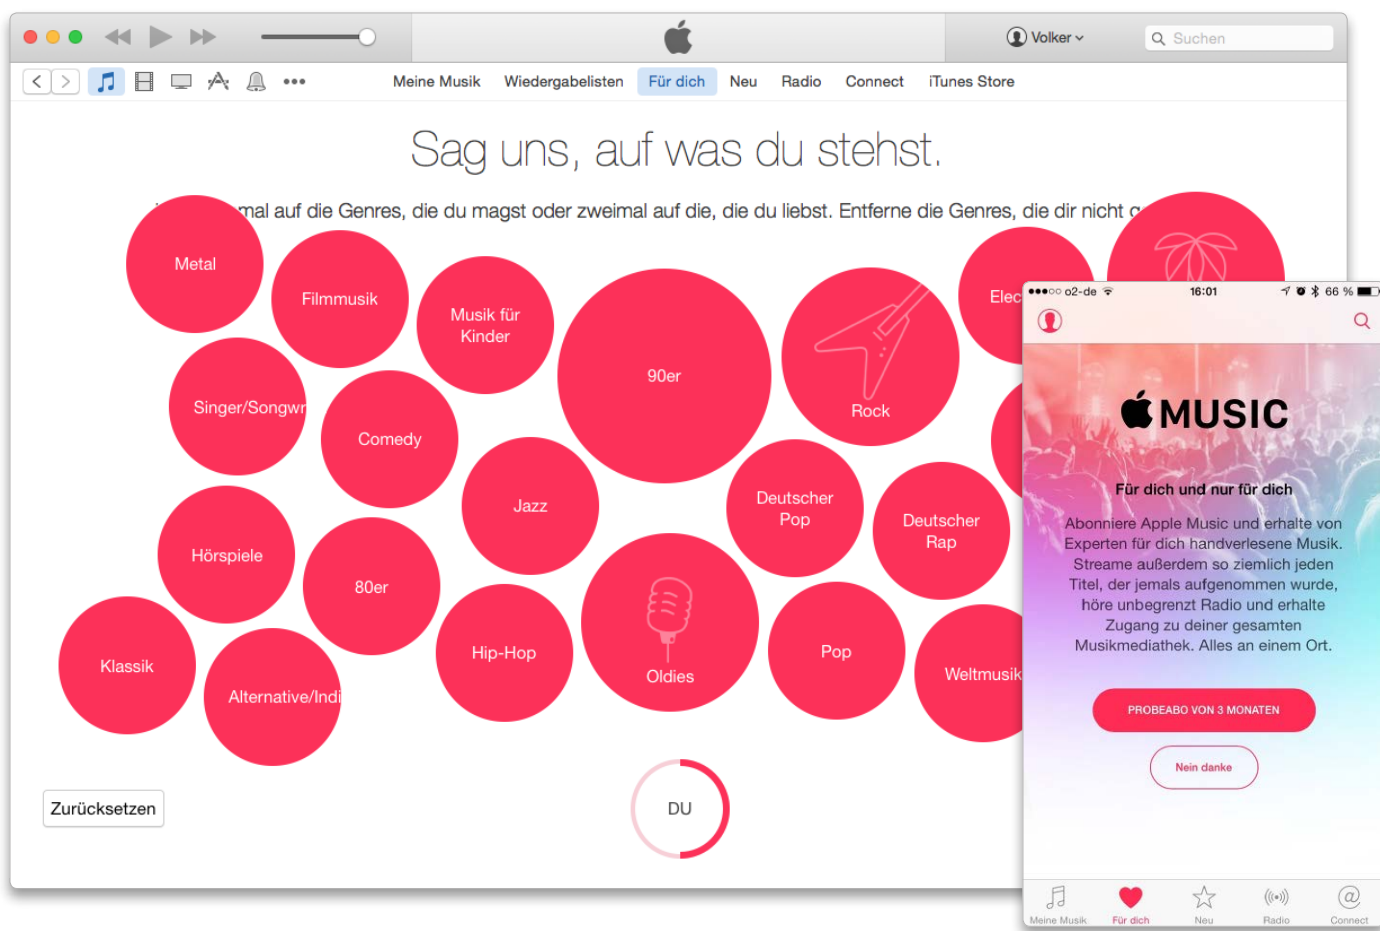 Volker
Suchen
Meine Musik Wiedergabelisten Für dich Neu Radio Connect iTunes Store
Sag uns, auf was du stehst.
mal auf die Genres, die du magst oder zweimal auf die, die du liebst. Entferne die Genres, die dir nicht
Metal
Filmmusik
Musik für
Kinder
90er
Rock
Elec
Singer/Songwr
Comedy
Jazz
Deutscher
Pop
Deutscher
Rap
Hörspiele
80er
Hip-Hop
Oldies
Pop
Weltmusik
Klassik
Alternative/Indi
Zurücksetzen
DU
o2-de 16:01 66 %
MUSIC
Für dich und nur für dich
Abonniere Apple Music und erhalte von
Experten für dich handverlesene Musik.
Streame außerdem so ziemlich jeden
Titel, der jemals aufgenommen wurde,
höre unbegrenzt Radio und erhalte
Zugang zu deiner gesamten
Musikmediathek. Alles an einem Ort.
PROBEABO VON 3 MONATEN
Nein danke
Meine Musik Für dich Neu Radio Connect